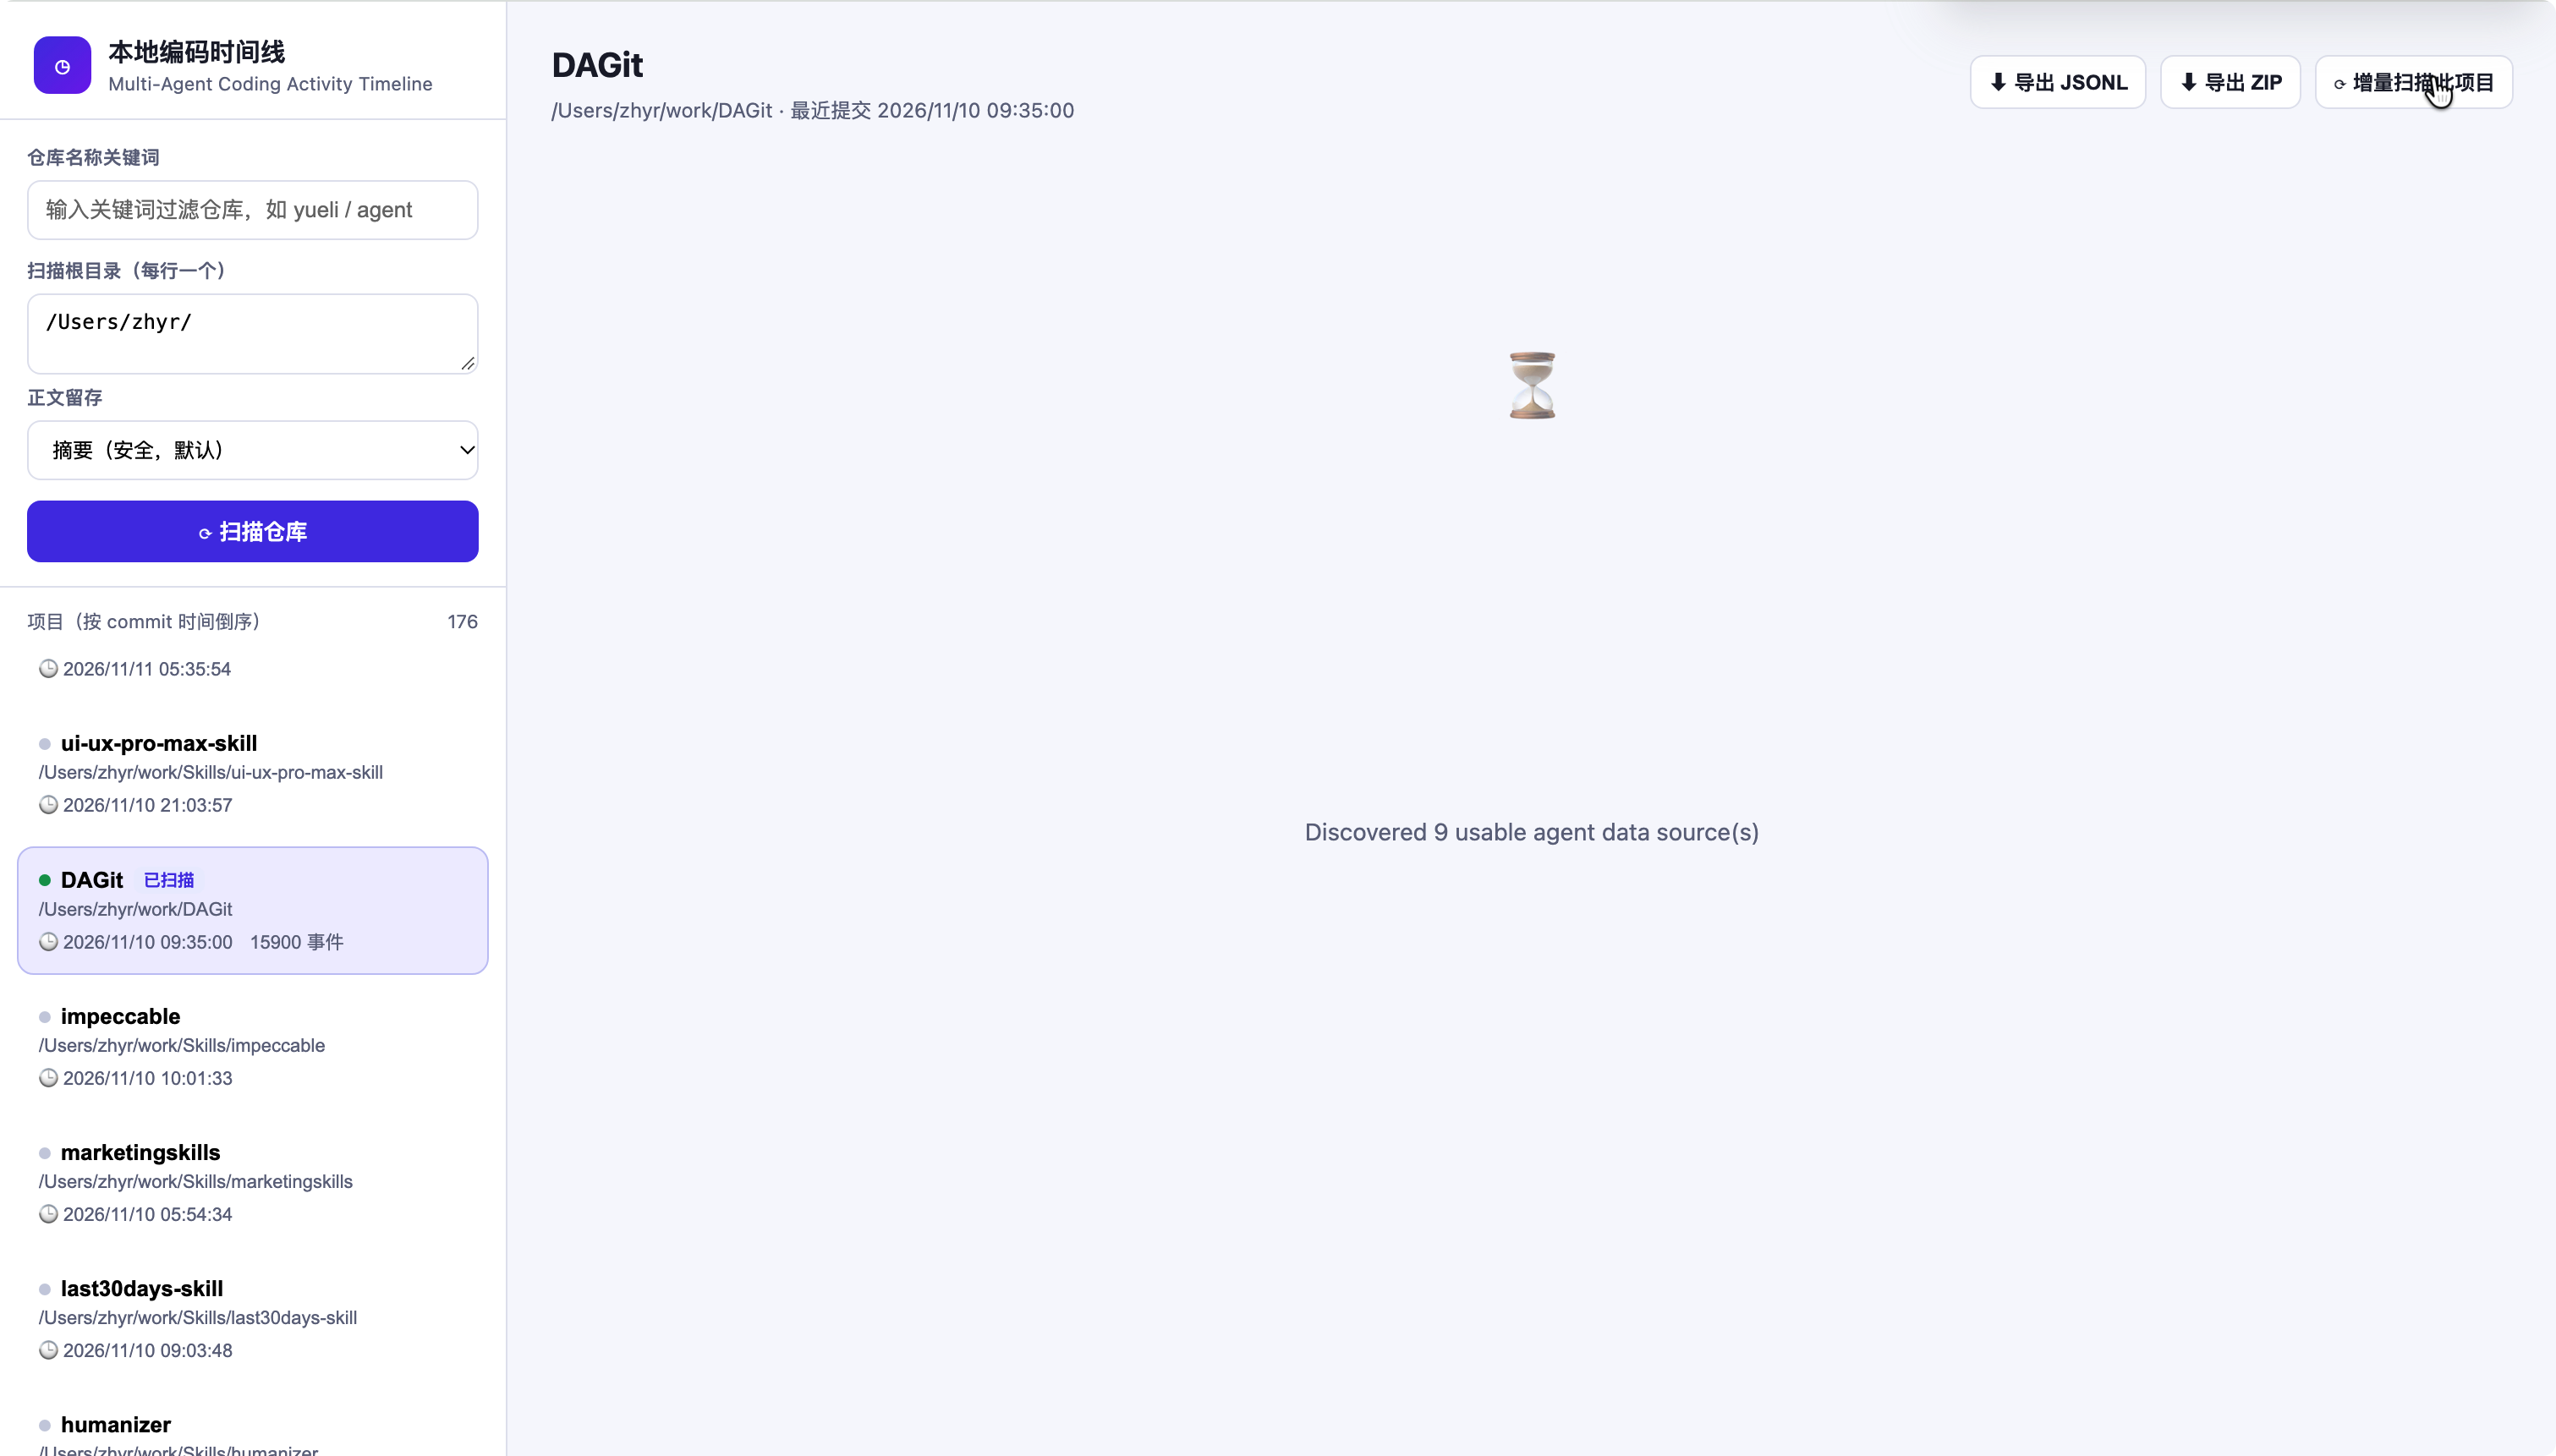 本地编码时间线
Multi-Agent Coding Activity Timeline
仓库名称关键词
输入关键词过滤仓库，如 yueli / agent
扫描根目录（每行一个）
/Users/zhyr/
正文留存
摘要（安全，默认）
⟳ 扫描仓库
项目（按 commit 时间倒序） 176
2026/11/11 05:35:54
ui-ux-pro-max-skill
/Users/zhyr/work/Skills/ui-ux-pro-max-skill
2026/11/10 21:03:57
DAGit 已扫描
/Users/zhyr/work/DAGit
2026/11/10 09:35:00 15900 事件
impeccable
/Users/zhyr/work/Skills/impeccable
2026/11/10 10:01:33
marketingskills
/Users/zhyr/work/Skills/marketingskills
2026/11/10 05:54:34
last30days-skill
/Users/zhyr/work/Skills/last30days-skill
2026/11/10 09:03:48
humanizer
/Users/zhyr/work/Skills/humanizer
DAGit
/Users/zhyr/work/DAGit · 最近提交 2026/11/10 09:35:00
⬇ 导出 JSONL
⬇ 导出 ZIP
⟳ 增量扫描此项目
Discovered 9 usable agent data source(s)